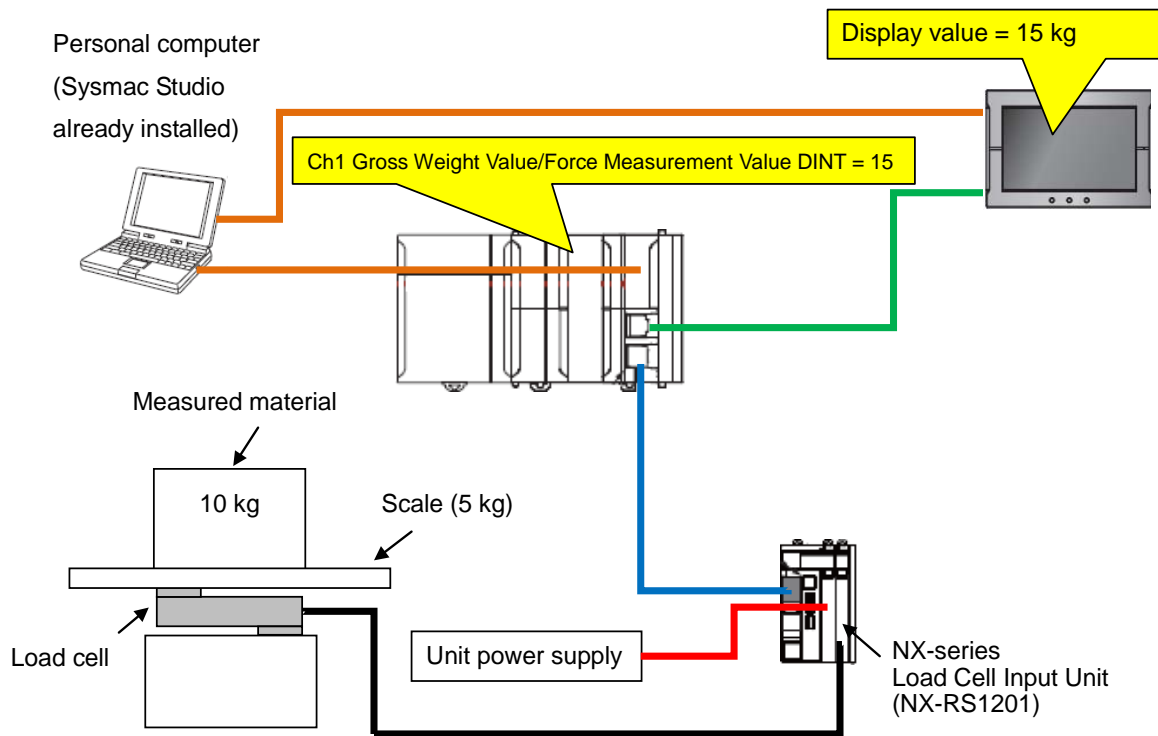 Personal computer
(Sysmac Studio
already installed)
Display value = 15 kg
Ch1 Gross Weight Value/Force Measurement Value DINT = 15
Measured material
10 kg
Scale (5 kg)
Load cell
Unit power supply
NX-series
Load Cell Input Unit
(NX-RS1201)